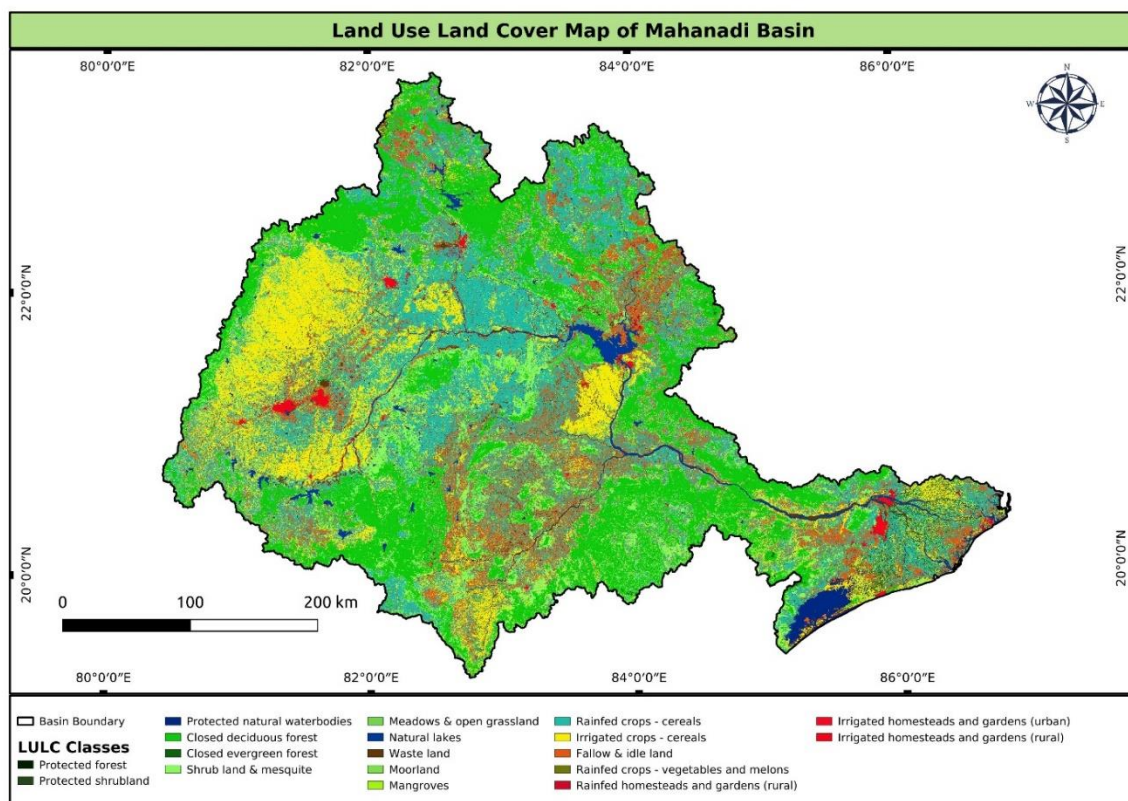 Land Use Land Cover Map of Mahanadi Basin
80°0′0″E 82°0′0″E 84°0′0″E 86°0′0″E
N
W E
S
22°0′0″N 22°0′0″N
20°0′0″N 20°0′0″N
0 100 200 km
80°0′0″E 82°0′0″E 84°0′0″E 86°0′0″E
Basin Boundary
LULC Classes
Protected forest
Protected shrubland
Protected natural waterbodies
Closed deciduous forest
Closed evergreen forest
Shrub land & mesquite
Meadows & open grassland
Natural lakes
Waste land
Moorland
Mangroves
Rainfed crops - cereals
Irrigated crops - cereals
Fallow & idle land
Rainfed crops - vegetables and melons
Rainfed homesteads and gardens (rural)
Irrigated homesteads and gardens (urban)
Irrigated homesteads and gardens (rural)